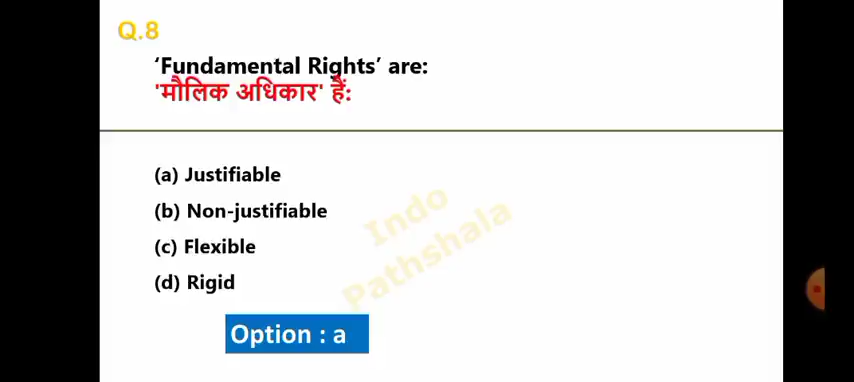 Q.8
‘Fundamental Rights’ are:
'मौलिक अधिकार' हैं:
(a) Justifiable
(b) Non-justifiable
(c) Flexible
(d) Rigid
Indo
Pathshala
Option : a